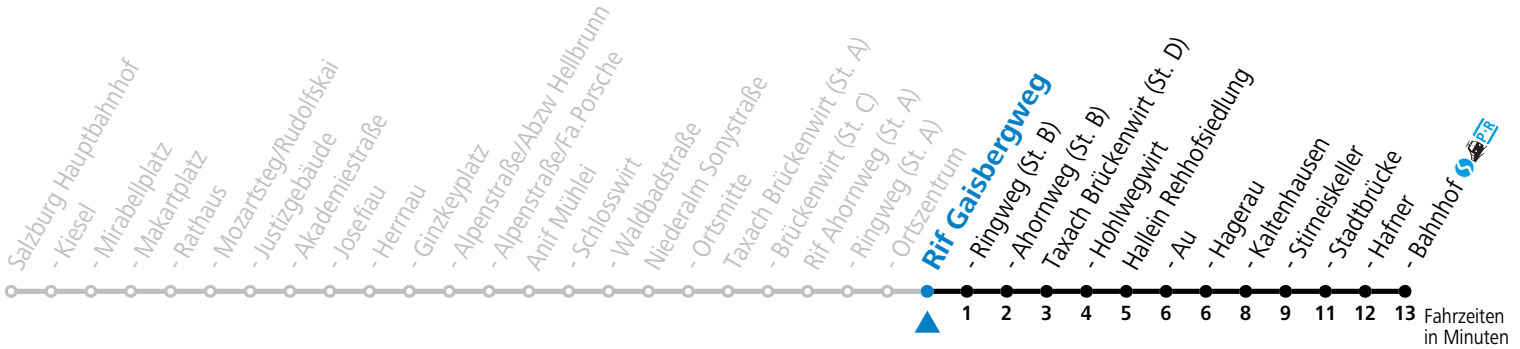 Salzburg Hauptbahnhof
- Kiesel
- Mirabellplatz
- Makartplatz
- Rathaus
- Mozartsteg/Rudolfskai
- Justizgebäude
- Akademiestraße
- Josefiau
- Herrnau
- Ginzkeyplatz
- Alpenstraße/Abzw Hellbrunn
- Alpenstraße/Fa. Porsche
Anif Mühlei
- Schlosswirt
- Waldbadstraße
Niederalm Sonystraße
- Ortsmitte
Taxach Brückenwirt (St. A)
- Brückenwirt (St. C)
Rif Ahornweg (St. A)
- Ringweg (St. A)
- Ortszentrum
Rif Gaisbergweg
- Ringweg (St. B)
- Ahornweg (St. B)
Taxach Brückenwirt (St. D)
- Hohlwegwirt
Hallein Rehhofsiedlung
- Au
- Hagerau
- Kaltenhausen
- Stirneiskeller
- Stadtbrücke
- Hafner
- Bahnhof S P+R
1 2 3 4 5 6 6 8 9 11 12 13 Fahrzeiten
in Minuten